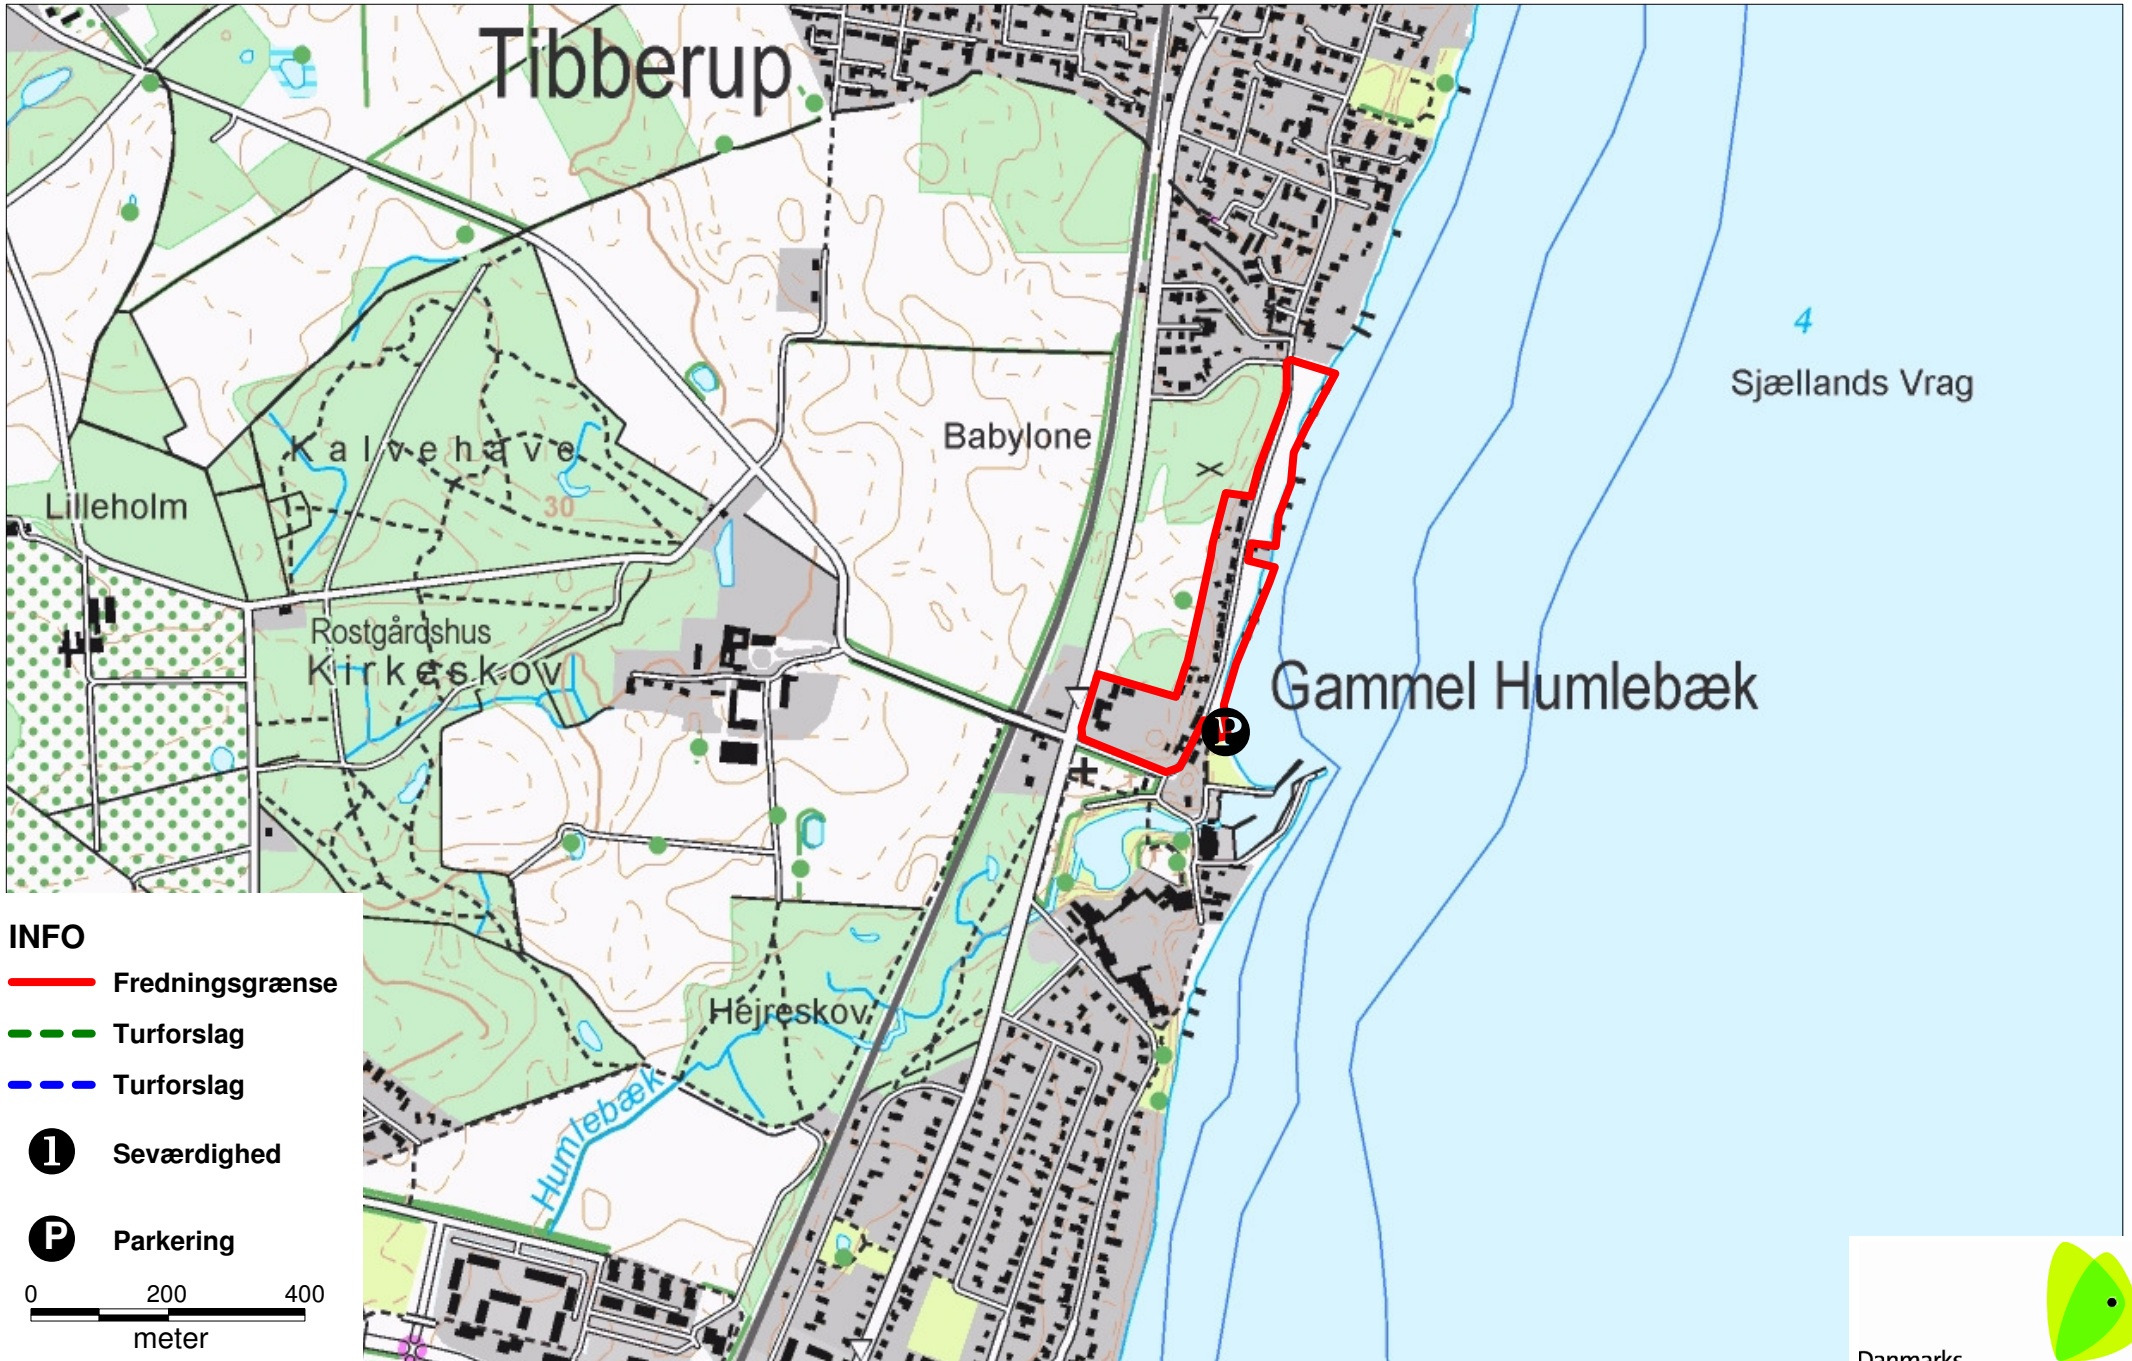 Tibberup
4
Sjællands Vrag
Babylone
Kalvehave
Lilleholm
30
Rostgårdshus
Kirkeskov
Gammel Humlebæk
P
Hejreskov
Humlebæk
INFO
Fredningsgrænse
Turforslag
Turforslag
1 Seværdighed
P Parkering
0 200 400
meter
Danmarks